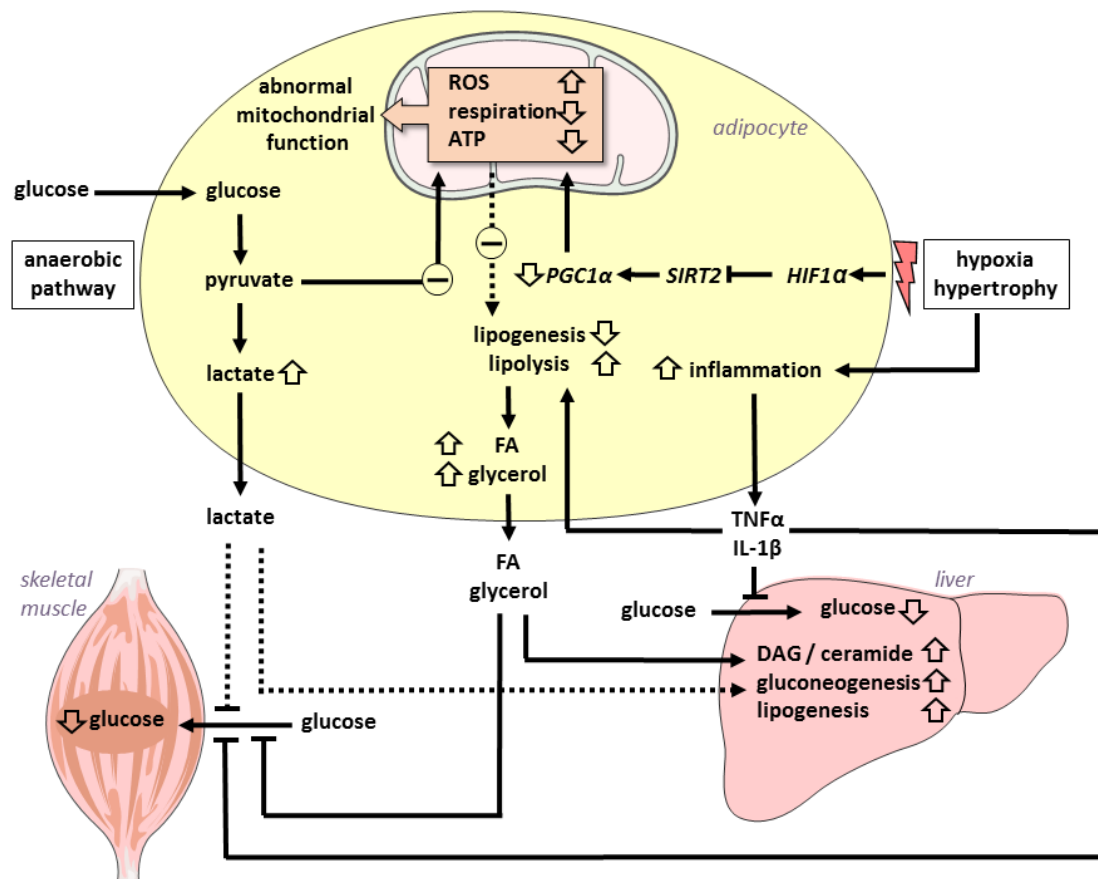 abnormal
mitochondrial
function
ROS
respiration
ATP
adipocyte
glucose
glucose
anaerobic
pathway
pyruvate
PGC1α
SIRT2
HIF1α
hypoxia
hypertrophy
lipogenesis
lipolysis
lactate
inflammation
FA
glycerol
lactate
TNFα
IL-1β
FA
glycerol
skeletal
muscle
liver
glucose
glucose
DAG / ceramide
gluconeogenesis
lipogenesis
glucose
glucose